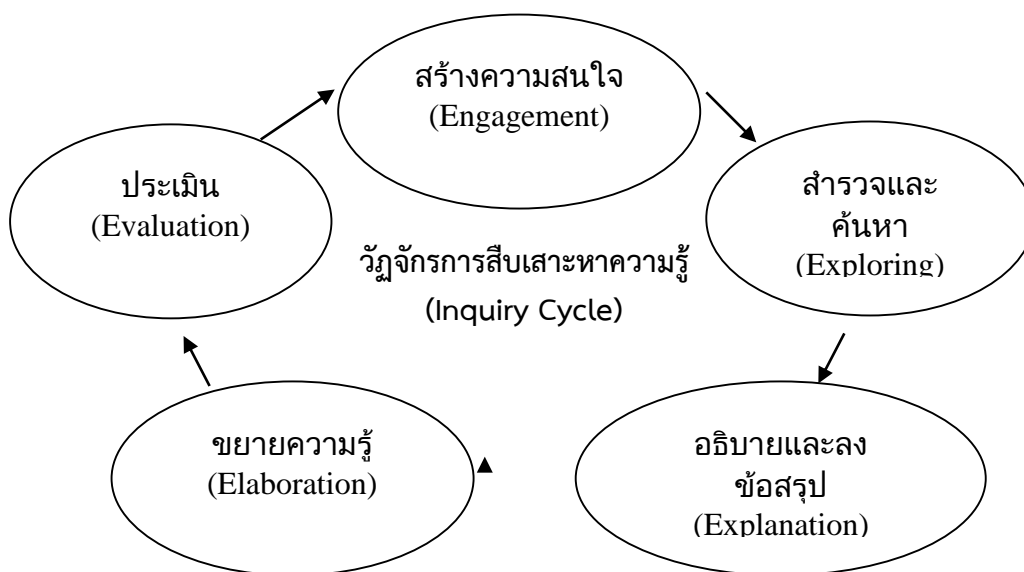 สร้างความสนใจ
(Engagement)
สำรวจและ
ค้นหา
(Exploring)
อธิบายและลง
ข้อสรุป
(Explanation)
ขยายความรู้
(Elaboration)
ประเมิน
(Evaluation)
วัฏจักรการสืบเสาะหาความรู้
(Inquiry Cycle)